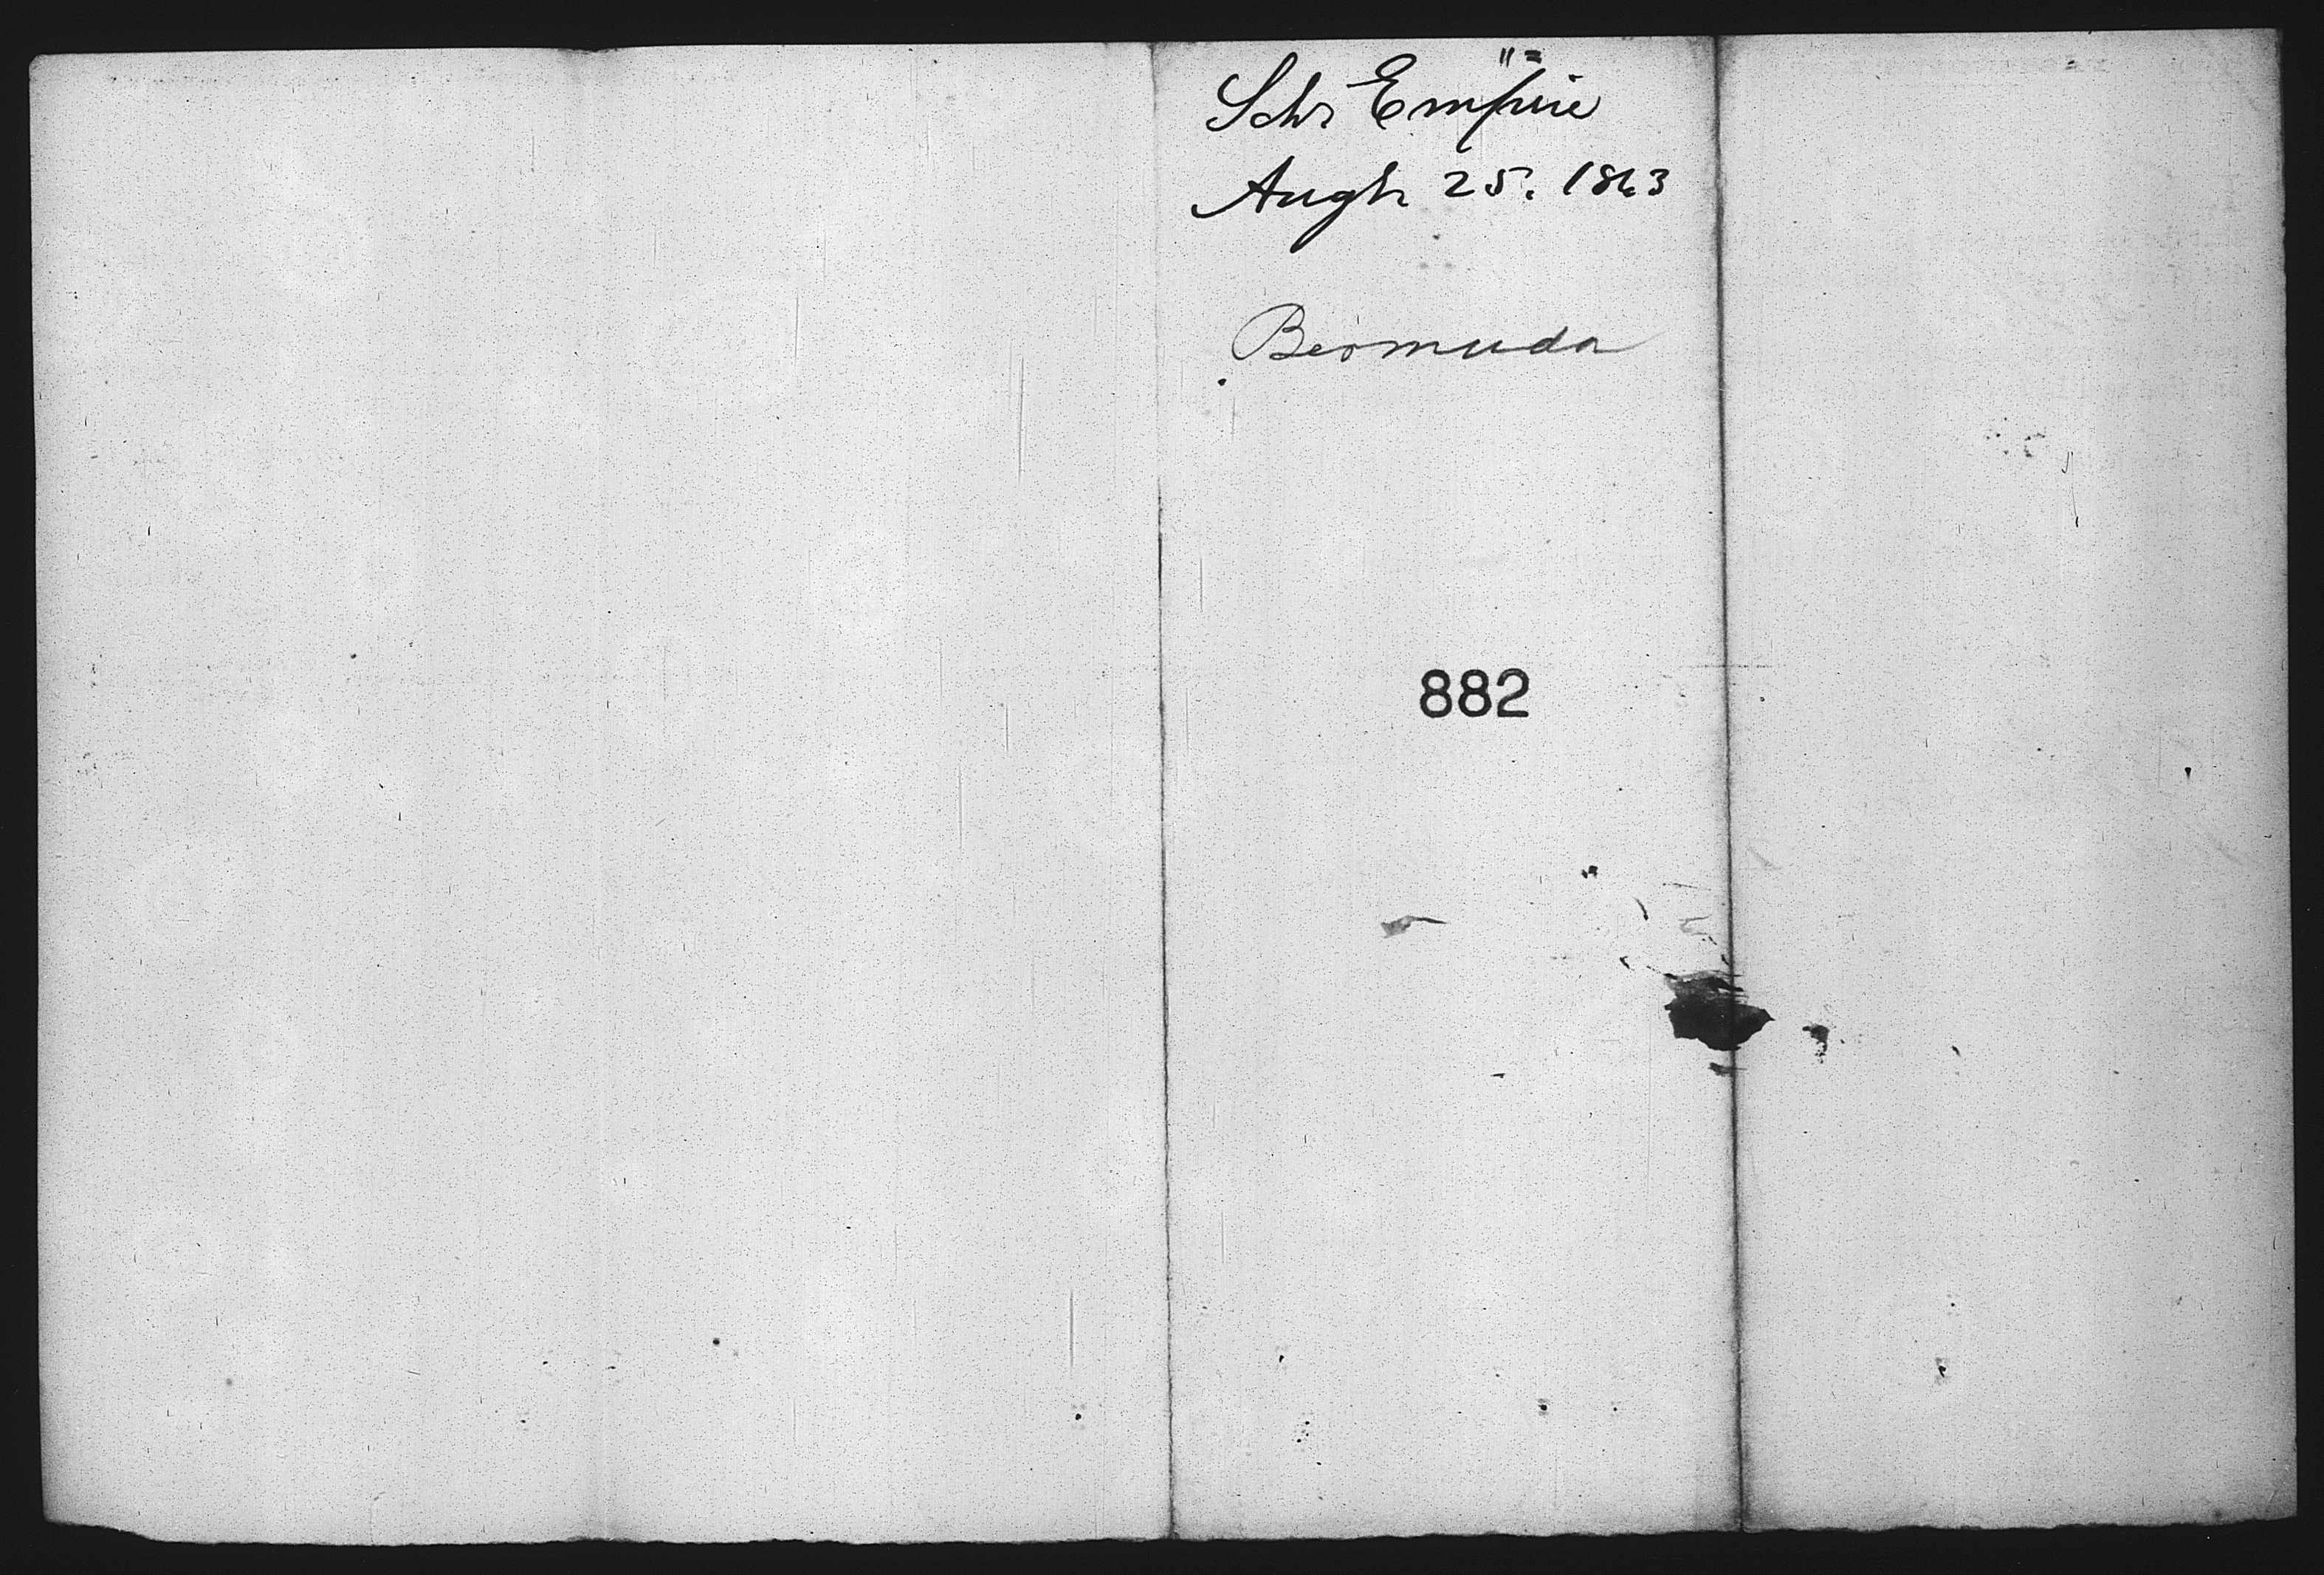 Schr Empire
Augt 25. 1863
Bermuda
882